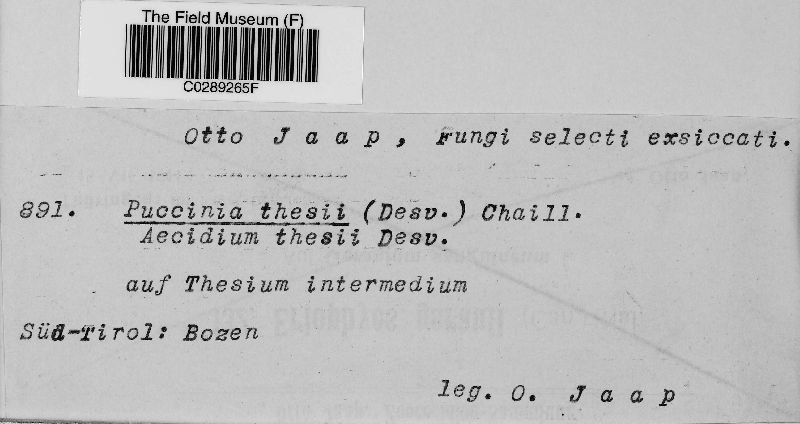 The Field Museum (F)
C0289265F
Otto Jaap, Fungi selecti exsiccati.
891. Puccinia thesii (Desv.) Chaill.
Aecidium thesii Desv.
auf Thesium intermedium
Süd-Tirol: Bozen
leg. O. Jaap